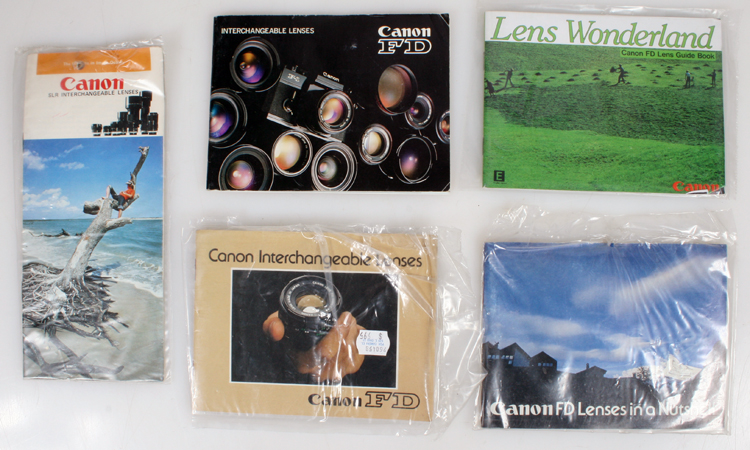 Canon
SLR INTERCHANGEABLE LENSES
INTERCHANGEABLE LENSES
Canon
FD
Lens Wonderland
Canon FD Lens Guide Book
E
Canon
Canon Interchangeable Lenses
Canon FD
Canon FD Lenses in a